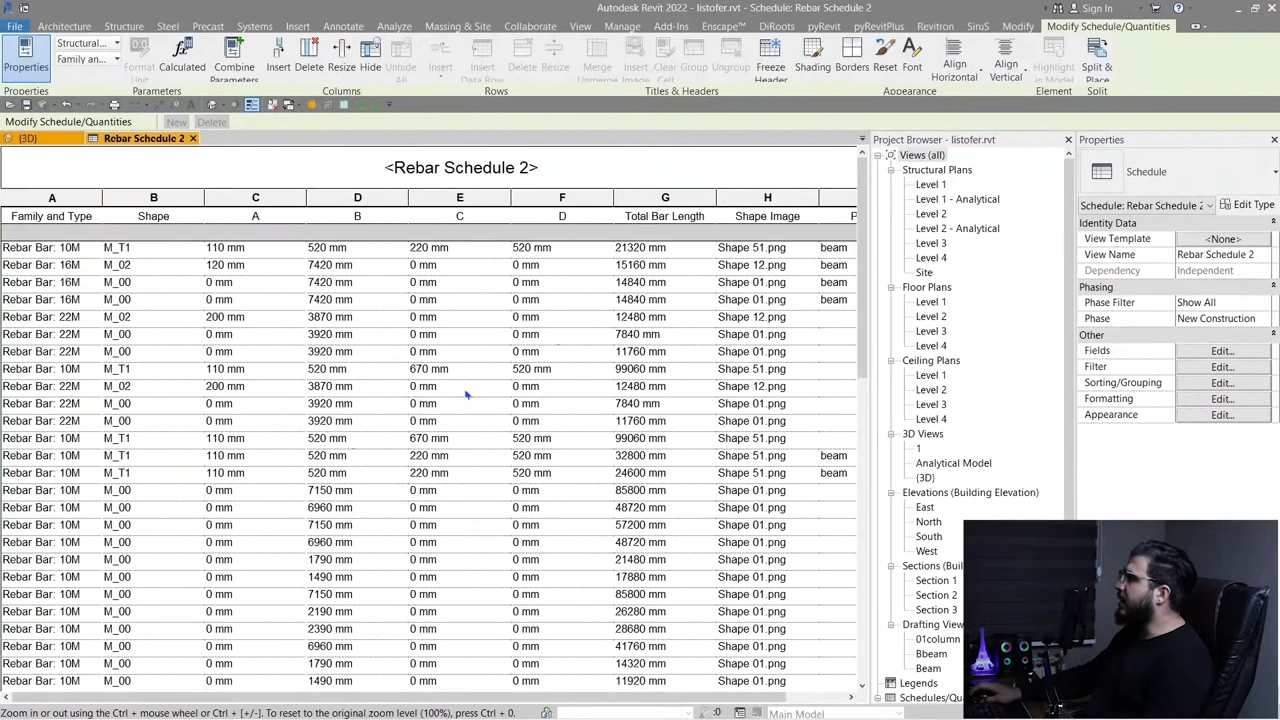 Autodesk Revit 2022 - listofer.rvt - Schedule: Rebar Schedule 2
Sign In
File Architecture Structure Steel Precast Systems Insert Annotate Analyze Massing & Site Collaborate View Manage Add-Ins Enscape™ DiRoots pyRevit pyRevitPlus Revitron SiruS Modify Modify Schedule/Quantities
Structural...
Family an...
Properties
Format Unit
Calculated
Combine Parameters
Insert Delete Resize Hide
Unhide All
Insert
Insert Data Row
Delete Resize
Merge Unmerge
Insert Image
Clear Cell
Group Ungroup
Freeze Header
Shading Borders Reset Font
Align Horizontal
Align Vertical
Highlight in Model
Split & Place
Properties Parameters Columns Rows Titles & Headers Appearance Element Split
Modify Schedule/Quantities New Delete
{3D} Rebar Schedule 2
<Rebar Schedule 2>
A B C D E F G H
Family and Type Shape A B C D Total Bar Length Shape Image P
Rebar Bar: 10M M_T1 110 mm 520 mm 220 mm 520 mm 21320 mm Shape 51.png beam
Rebar Bar: 16M M_02 120 mm 7420 mm 0 mm 0 mm 15160 mm Shape 12.png beam
Rebar Bar: 16M M_00 0 mm 7420 mm 0 mm 0 mm 14840 mm Shape 01.png beam
Rebar Bar: 16M M_00 0 mm 7420 mm 0 mm 0 mm 14840 mm Shape 01.png beam
Rebar Bar: 22M M_02 200 mm 3870 mm 0 mm 0 mm 12480 mm Shape 12.png
Rebar Bar: 22M M_00 0 mm 3920 mm 0 mm 0 mm 7840 mm Shape 01.png
Rebar Bar: 22M M_00 0 mm 3920 mm 0 mm 0 mm 11760 mm Shape 01.png
Rebar Bar: 10M M_T1 110 mm 520 mm 670 mm 520 mm 99060 mm Shape 51.png
Rebar Bar: 22M M_02 200 mm 3870 mm 0 mm 0 mm 12480 mm Shape 12.png
Rebar Bar: 22M M_00 0 mm 3920 mm 0 mm 0 mm 7840 mm Shape 01.png
Rebar Bar: 22M M_00 0 mm 3920 mm 0 mm 0 mm 11760 mm Shape 01.png
Rebar Bar: 10M M_T1 110 mm 520 mm 670 mm 520 mm 99060 mm Shape 51.png
Rebar Bar: 10M M_T1 110 mm 520 mm 220 mm 520 mm 32800 mm Shape 51.png beam
Rebar Bar: 10M M_T1 110 mm 520 mm 220 mm 520 mm 24600 mm Shape 51.png beam
Rebar Bar: 10M M_00 0 mm 7150 mm 0 mm 0 mm 85800 mm Shape 01.png
Rebar Bar: 10M M_00 0 mm 6960 mm 0 mm 0 mm 48720 mm Shape 01.png
Rebar Bar: 10M M_00 0 mm 7150 mm 0 mm 0 mm 57200 mm Shape 01.png
Rebar Bar: 10M M_00 0 mm 6960 mm 0 mm 0 mm 48720 mm Shape 01.png
Rebar Bar: 10M M_00 0 mm 1790 mm 0 mm 0 mm 21480 mm Shape 01.png
Rebar Bar: 10M M_00 0 mm 1490 mm 0 mm 0 mm 17880 mm Shape 01.png
Rebar Bar: 10M M_00 0 mm 7150 mm 0 mm 0 mm 85800 mm Shape 01.png
Rebar Bar: 10M M_00 0 mm 2190 mm 0 mm 0 mm 26280 mm Shape 01.png
Rebar Bar: 10M M_00 0 mm 2390 mm 0 mm 0 mm 28680 mm Shape 01.png
Rebar Bar: 10M M_00 0 mm 6960 mm 0 mm 0 mm 41760 mm Shape 01.png
Rebar Bar: 10M M_00 0 mm 1790 mm 0 mm 0 mm 14320 mm Shape 01.png
Rebar Bar: 10M M_00 0 mm 1490 mm 0 mm 0 mm 11920 mm Shape 01.png
Project Browser - listofer.rvt
Views (all)
Structural Plans
Level 1
Level 1 - Analytical
Level 2
Level 2 - Analytical
Level 3
Level 4
Site
Floor Plans
Level 1
Level 2
Level 3
Level 4
Ceiling Plans
Level 1
Level 2
Level 3
Level 4
3D Views
1
Analytical Model
{3D}
Elevations (Building Elevation)
East
North
South
West
Sections (Buil
Section 1
Section 2
Section 3
Drafting View
01column
Bbeam
Beam
Legends
Schedules/Qu
Properties
Schedule
Schedule: Rebar Schedule 2 Edit Type
Identity Data
View Template <None>
View Name Rebar Schedule 2
Dependency Independent
Phasing
Phase Filter Show All
Phase New Construction
Other
Fields Edit...
Filter Edit...
Sorting/Grouping Edit...
Formatting Edit...
Appearance Edit...
Zoom in or out using the Ctrl + mouse wheel or Ctrl + [+/-]. To reset to the original zoom level (100%), press Ctrl + 0. :0 Main Model